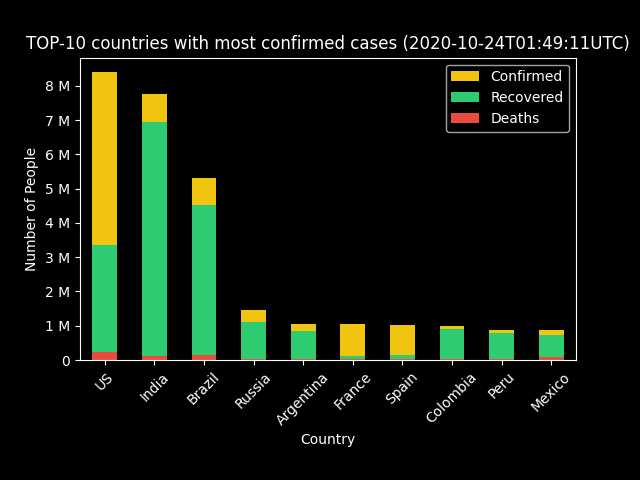 TOP-10 countries with most confirmed cases (2020-10-24T01:49:11UTC)
Confirmed
Recovered
Deaths
Number of People
8 M
7 M
6 M
5 M
4 M
3 M
2 M
1 M
0
US
India
Brazil
Russia
Argentina
France
Spain
Colombia
Peru
Mexico
Country